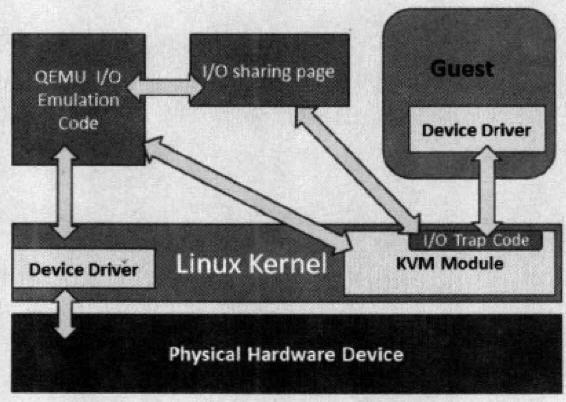 QEMU I/O
Emulation
Code
I/O sharing page
Guest
Device Driver
I/O Trap Code
KVM Module
Linux Kernel
Device Driver
Physical Hardware Device